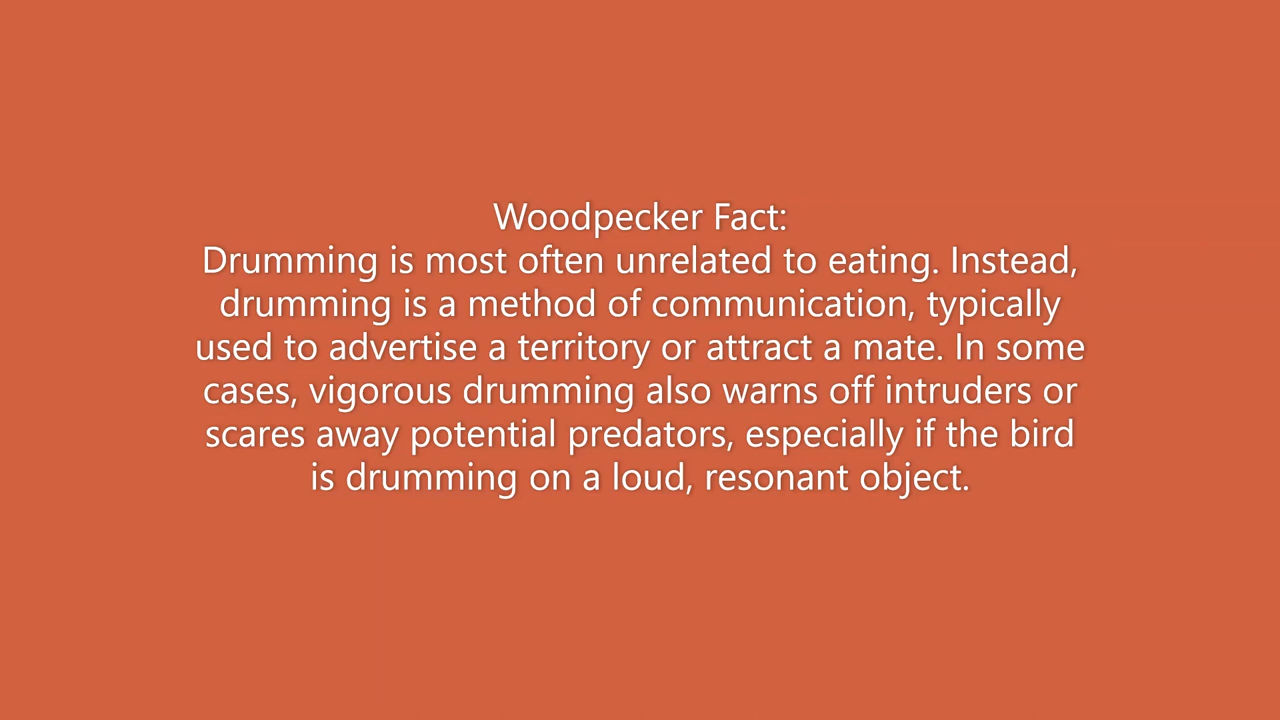 Woodpecker Fact:
Drumming is most often unrelated to eating. Instead,
drumming is a method of communication, typically
used to advertise a territory or attract a mate. In some
cases, vigorous drumming also warns off intruders or
scares away potential predators, especially if the bird
is drumming on a loud, resonant object.